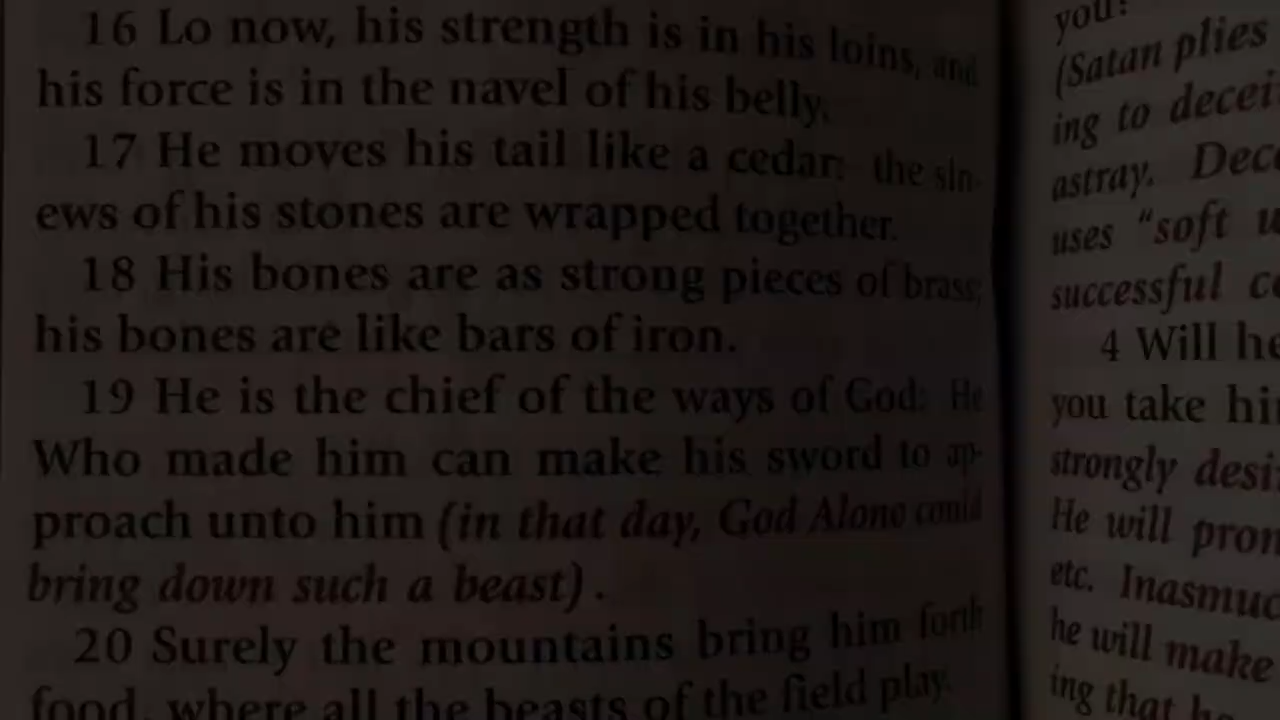 16 Lo now, his strength is in his loins, and
his force is in the navel of his belly.
17 He moves his tail like a cedar: the sin-
ews of his stones are wrapped together.
18 His bones are as strong pieces of brass;
his bones are like bars of iron.
19 He is the chief of the ways of God: He
Who made him can make his sword to ap-
proach unto him (in that day, God Alone could
bring down such a beast).
20 Surely the mountains bring him forth
food, where all the beasts of the field play.
you?
(Satan plies
ing to decei
astray. Dec
uses “soft
successful
4 Will he
you take hi
strongly desi
He will pro
etc. Inasmuc
he will make
ing that